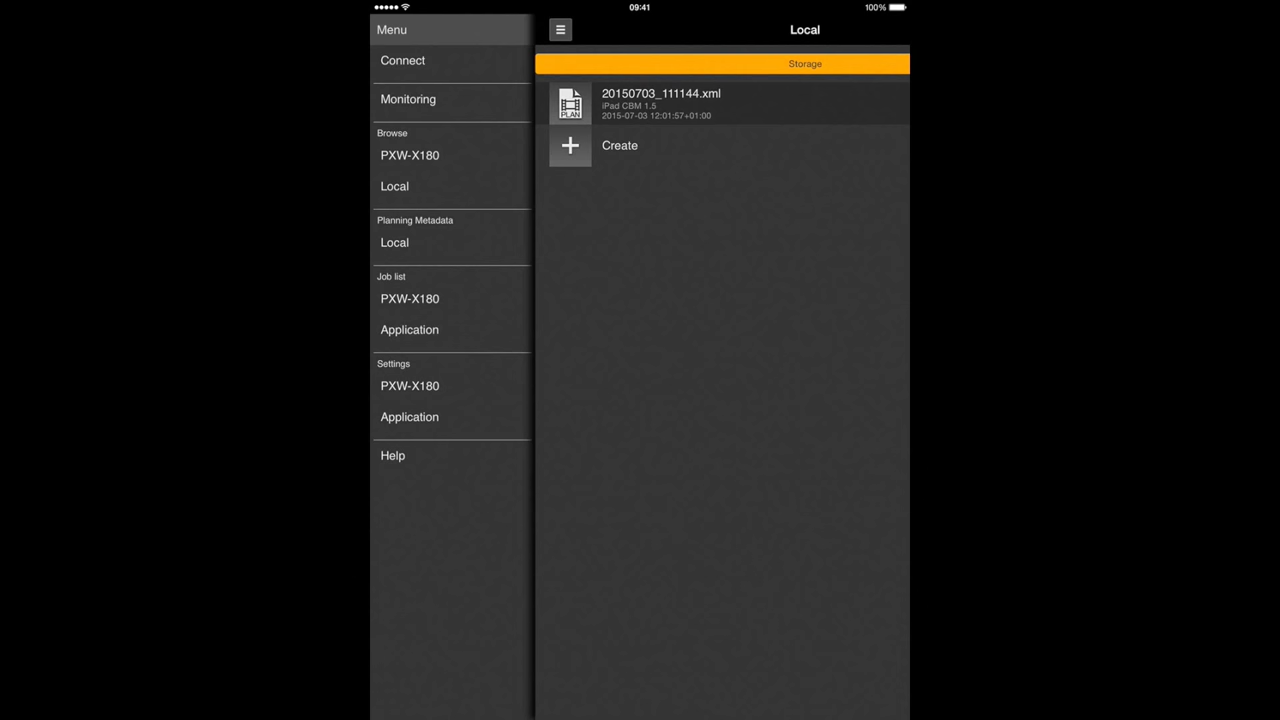 09:41
100%
Menu
Connect
Monitoring
Browse
PXW-X180
Local
Planning Metadata
Local
Job list
PXW-X180
Application
Settings
PXW-X180
Application
Help
Local
Storage
PLAN
20150703_111144.xml
iPad CBM 1.5
2015-07-03 12:01:57+01:00
Create